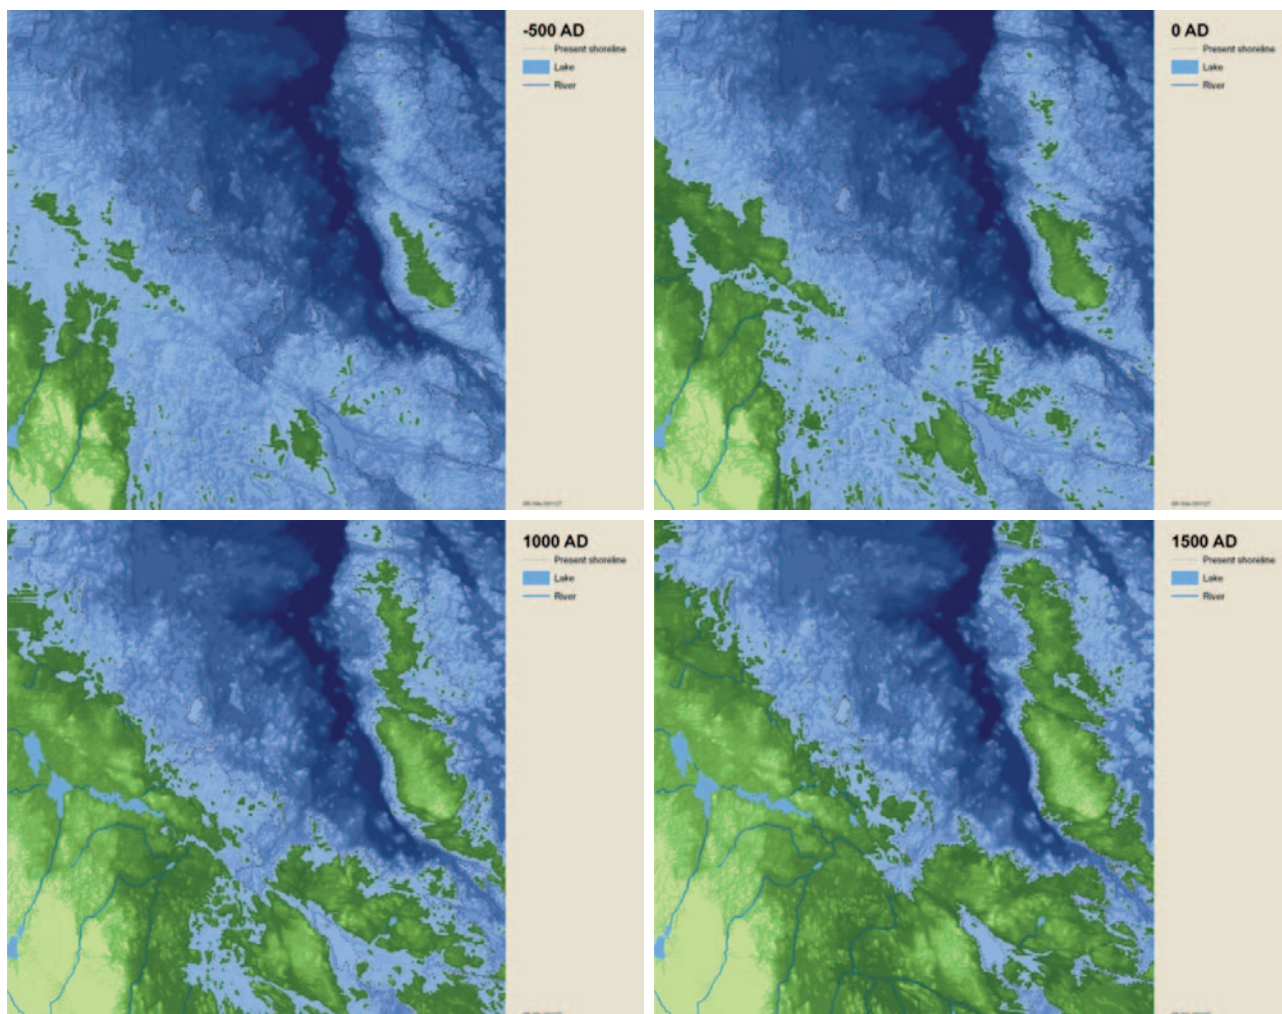 -500 AD
Present shoreline
Lake
River
0 AD
Present shoreline
Lake
River
1000 AD
Present shoreline
Lake
River
1500 AD
Present shoreline
Lake
River